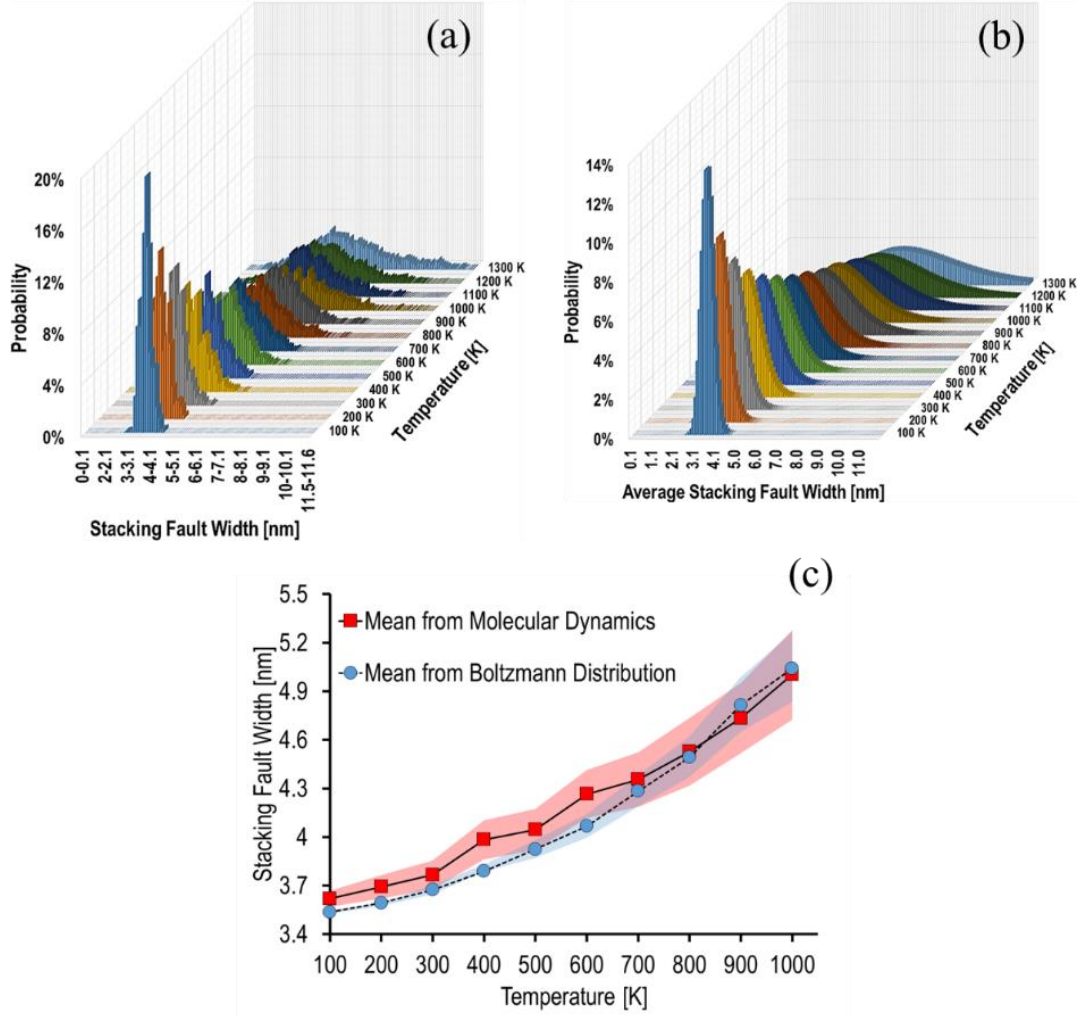 (a)
20%
16%
12%
8%
4%
0%
Probability
0-0.1
2-2.1
3-3.1
4-4.1
5-5.1
6-6.1
7-7.1
8-8.1
9-9.1
10-10.1
11.5-11.6
Stacking Fault Width [nm]
1300 K
1200 K
1100 K
1000 K
900 K
800 K
700 K
600 K
500 K
400 K
300 K
200 K
100 K
Temperature [K]
(b)
14%
12%
10%
8%
6%
4%
2%
0%
Probability
0.1
1.1
2.1
3.1
4.1
5.0
6.0
7.0
8.0
9.0
10.0
11.0
Average Stacking Fault Width [nm]
1300 K
1200 K
1100 K
1000 K
900 K
800 K
700 K
600 K
500 K
400 K
300 K
200 K
100 K
Temperature [K]
(c)
5.5
5.2
4.9
4.6
4.3
4
3.7
3.4
Stacking Fault Width [nm]
Mean from Molecular Dynamics
Mean from Boltzmann Distribution
100 200 300 400 500 600 700 800 900 1000
Temperature [K]